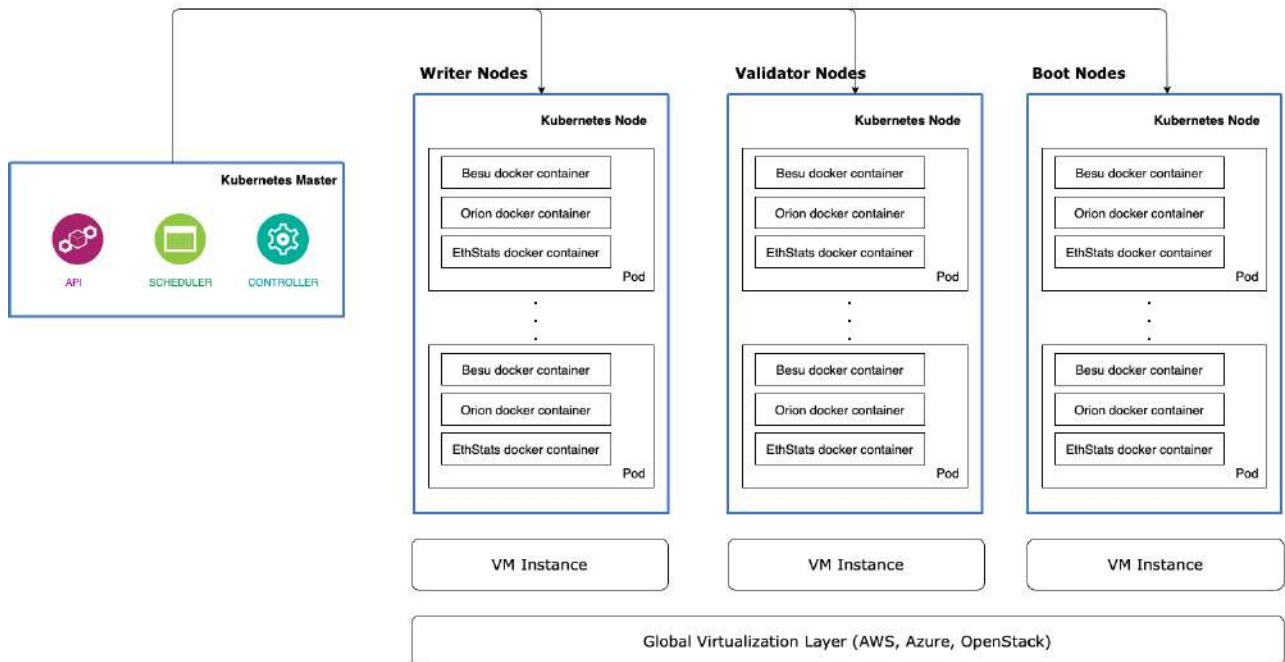 Writer Nodes
Validator Nodes
Boot Nodes
Kubernetes Master
API
SCHEDULER
CONTROLLER
Kubernetes Node
Besu docker container
Orion docker container
EthStats docker container
Pod
Besu docker container
Orion docker container
EthStats docker container
Pod
Kubernetes Node
Besu docker container
Orion docker container
EthStats docker container
Pod
Besu docker container
Orion docker container
EthStats docker container
Pod
Kubernetes Node
Besu docker container
Orion docker container
EthStats docker container
Pod
Besu docker container
Orion docker container
EthStats docker container
Pod
VM Instance
VM Instance
VM Instance
Global Virtualization Layer (AWS, Azure, OpenStack)